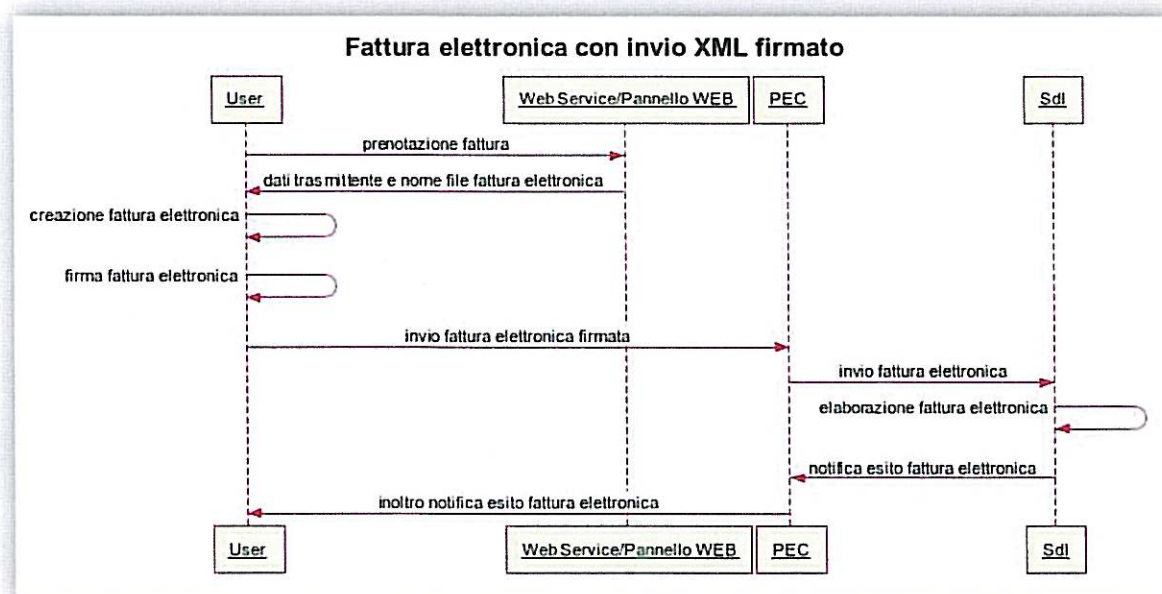 Fattura elettronica con invio XML firmato
User
Web Service/Pannello WEB
PEC
SdI
prenotazione fattura
dati trasmittente e nome file fattura elettronica
creazione fattura elettronica
firma fattura elettronica
invio fattura elettronica firmata
invio fattura elettronica
elaborazione fattura elettronica
notifica esito fattura elettronica
inoltro notifica esito fattura elettronica
User
Web Service/Pannello WEB
PEC
SdI